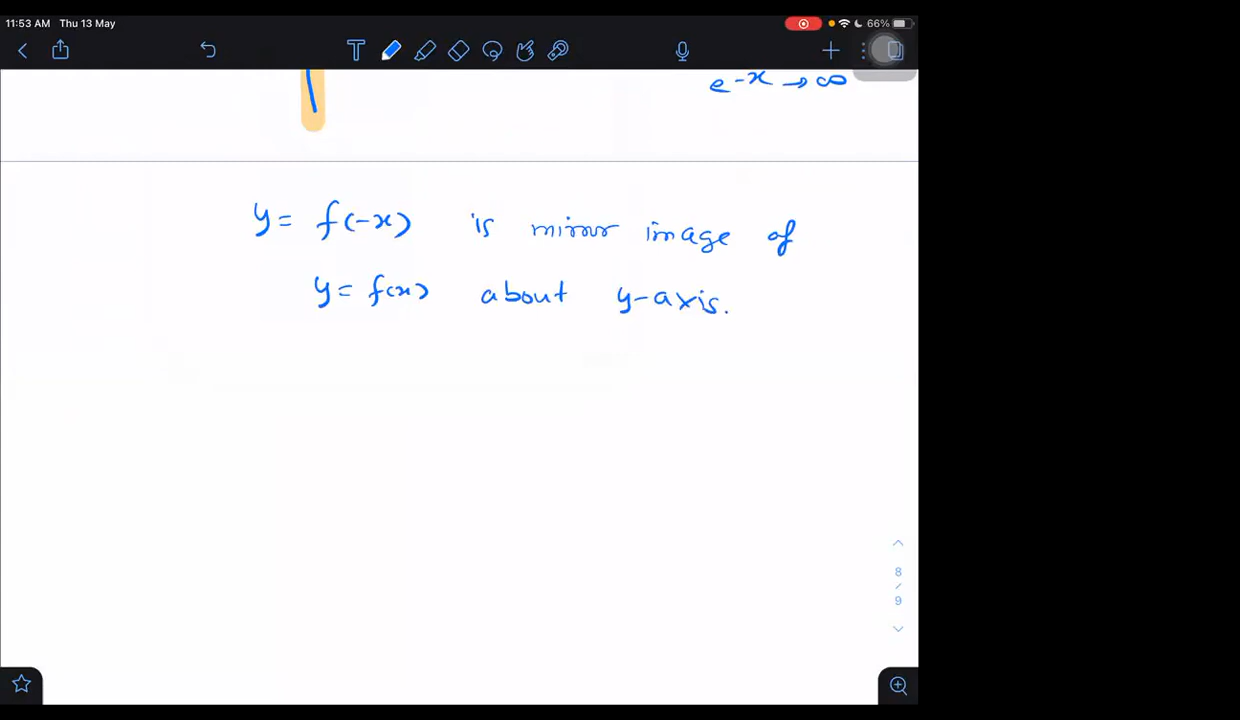 11:53 AM Thu 13 May
66%
T
e^-x → ∞
y = f(-x) is mirror image of
y = f(x) about y-axis.
8
/
9